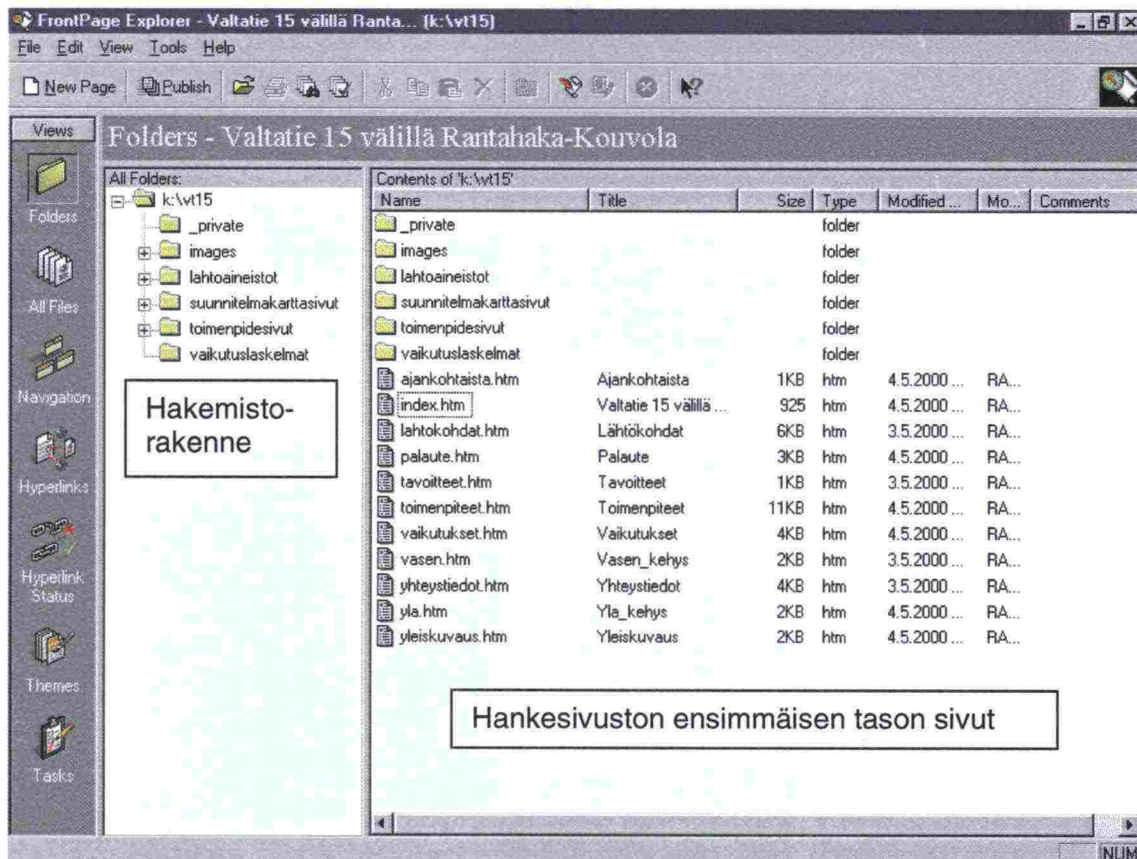 FrontPage Explorer - Valtatie 15 välillä Ranta... (k:\vt15)
File Edit View Tools Help
New Page Publish
Views
Folders - Valtatie 15 välillä Rantahaka-Kouvola
Folders
All Files
Navigation
Hyperlinks
Hyperlink
Status
Themes
Tasks
All Folders:
k:\vt15
_private
images
lahtoaineistot
suunnitelmakarttasivut
toimenpidesivut
vaikutuslaskelmat
Hakemisto-
rakenne
Contents of 'k:\vt15'
Name Title Size Type Modified ... Mo... Comments
_private folder
images folder
lahtoaineistot folder
suunnitelmakarttasivut folder
toimenpidesivut folder
vaikutuslaskelmat folder
ajankohtaista.htm Ajankohtaista 1KB htm 4.5.2000 ... RA...
index.htm Valtatie 15 välillä ... 925 htm 4.5.2000 ... RA...
lahtokohdat.htm Lähtökohdat 6KB htm 3.5.2000 ... RA...
palaute.htm Palaute 3KB htm 4.5.2000 ... RA...
tavoitteet.htm Tavoitteet 1KB htm 3.5.2000 ... RA...
toimenpiteet.htm Toimenpiteet 11KB htm 4.5.2000 ... RA...
vaikutukset.htm Vaikutukset 4KB htm 4.5.2000 ... RA...
vasen.htm Vasen_kehys 2KB htm 3.5.2000 ... RA...
yhteystiedot.htm Yhteystiedot 4KB htm 3.5.2000 ... RA...
yla.htm Yla_kehys 2KB htm 4.5.2000 ... RA...
yleiskuvaus.htm Yleiskuvaus 2KB htm 4.5.2000 ... RA...
Hankesivuston ensimmäisen tason sivut
NUM